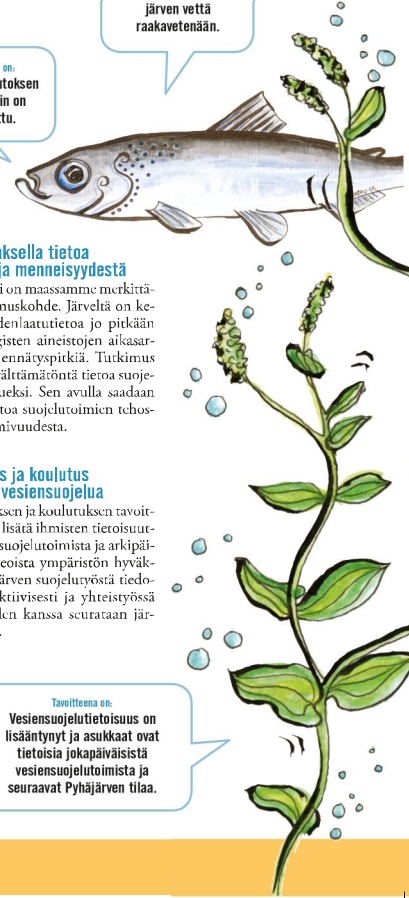 järven vettä
raakavetenään.
on:
utoksen
in on
ttu.
ksella tietoa
ja menneisyydestä
i on maassamme merkittä-
muskohde. Järveltä on ke-
denlaatutietoa jo pitkään
gisten aineistojen aikasar-
ennätyspitkiä. Tutkimus
älttämätöntä tietoa suoje-
ueksi. Sen avulla saadaan
toa suojelutoimien tehos-
mivuudesta.
s ja koulutus
vesiensuojelua
ksen ja koulutuksen tavoit-
lisätä ihmisten tietoisuut-
suojelutoimista ja arkipäi-
eoista ympäristön hyväk-
ärven suojelutyöstä tiedo-
ktiivisesti ja yhteistyössä
den kanssa seurataan jär-
.
Tavoitteena on:
Vesiensuojelutietoisuus on
lisääntynyt ja asukkaat ovat
tietoisia jokapäiväisistä
vesiensuojelutoimista ja
seuraavat Pyhäjärven tilaa.